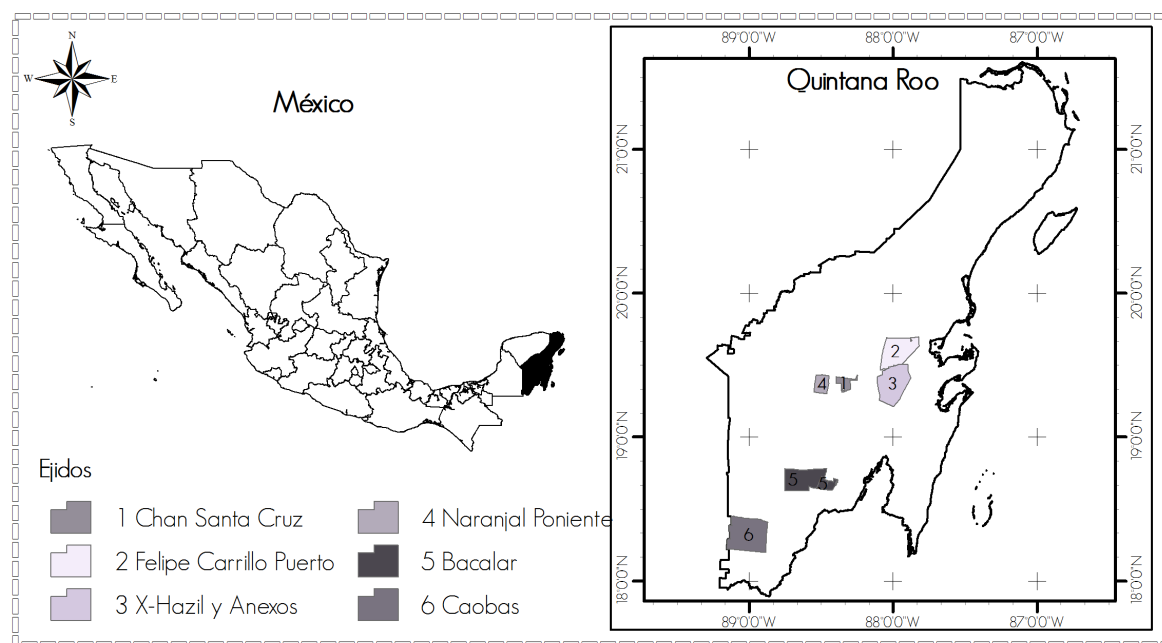 N
W E
S
México
Ejidos
1 Chan Santa Cruz
2 Felipe Carrillo Puerto
3 X-Hazil y Anexos
4 Naranjal Poniente
5 Bacalar
6 Caobas
Quintana Roo
89°0'0"W 88°0'0"W 87°0'0"W
21°0'0"N 21°0'0"N
20°0'0"N 20°0'0"N
2
4 1 3
19°0'0"N 19°0'0"N
5 5
6
18°0'0"N 18°0'0"N
89°0'0"W 88°0'0"W 87°0'0"W